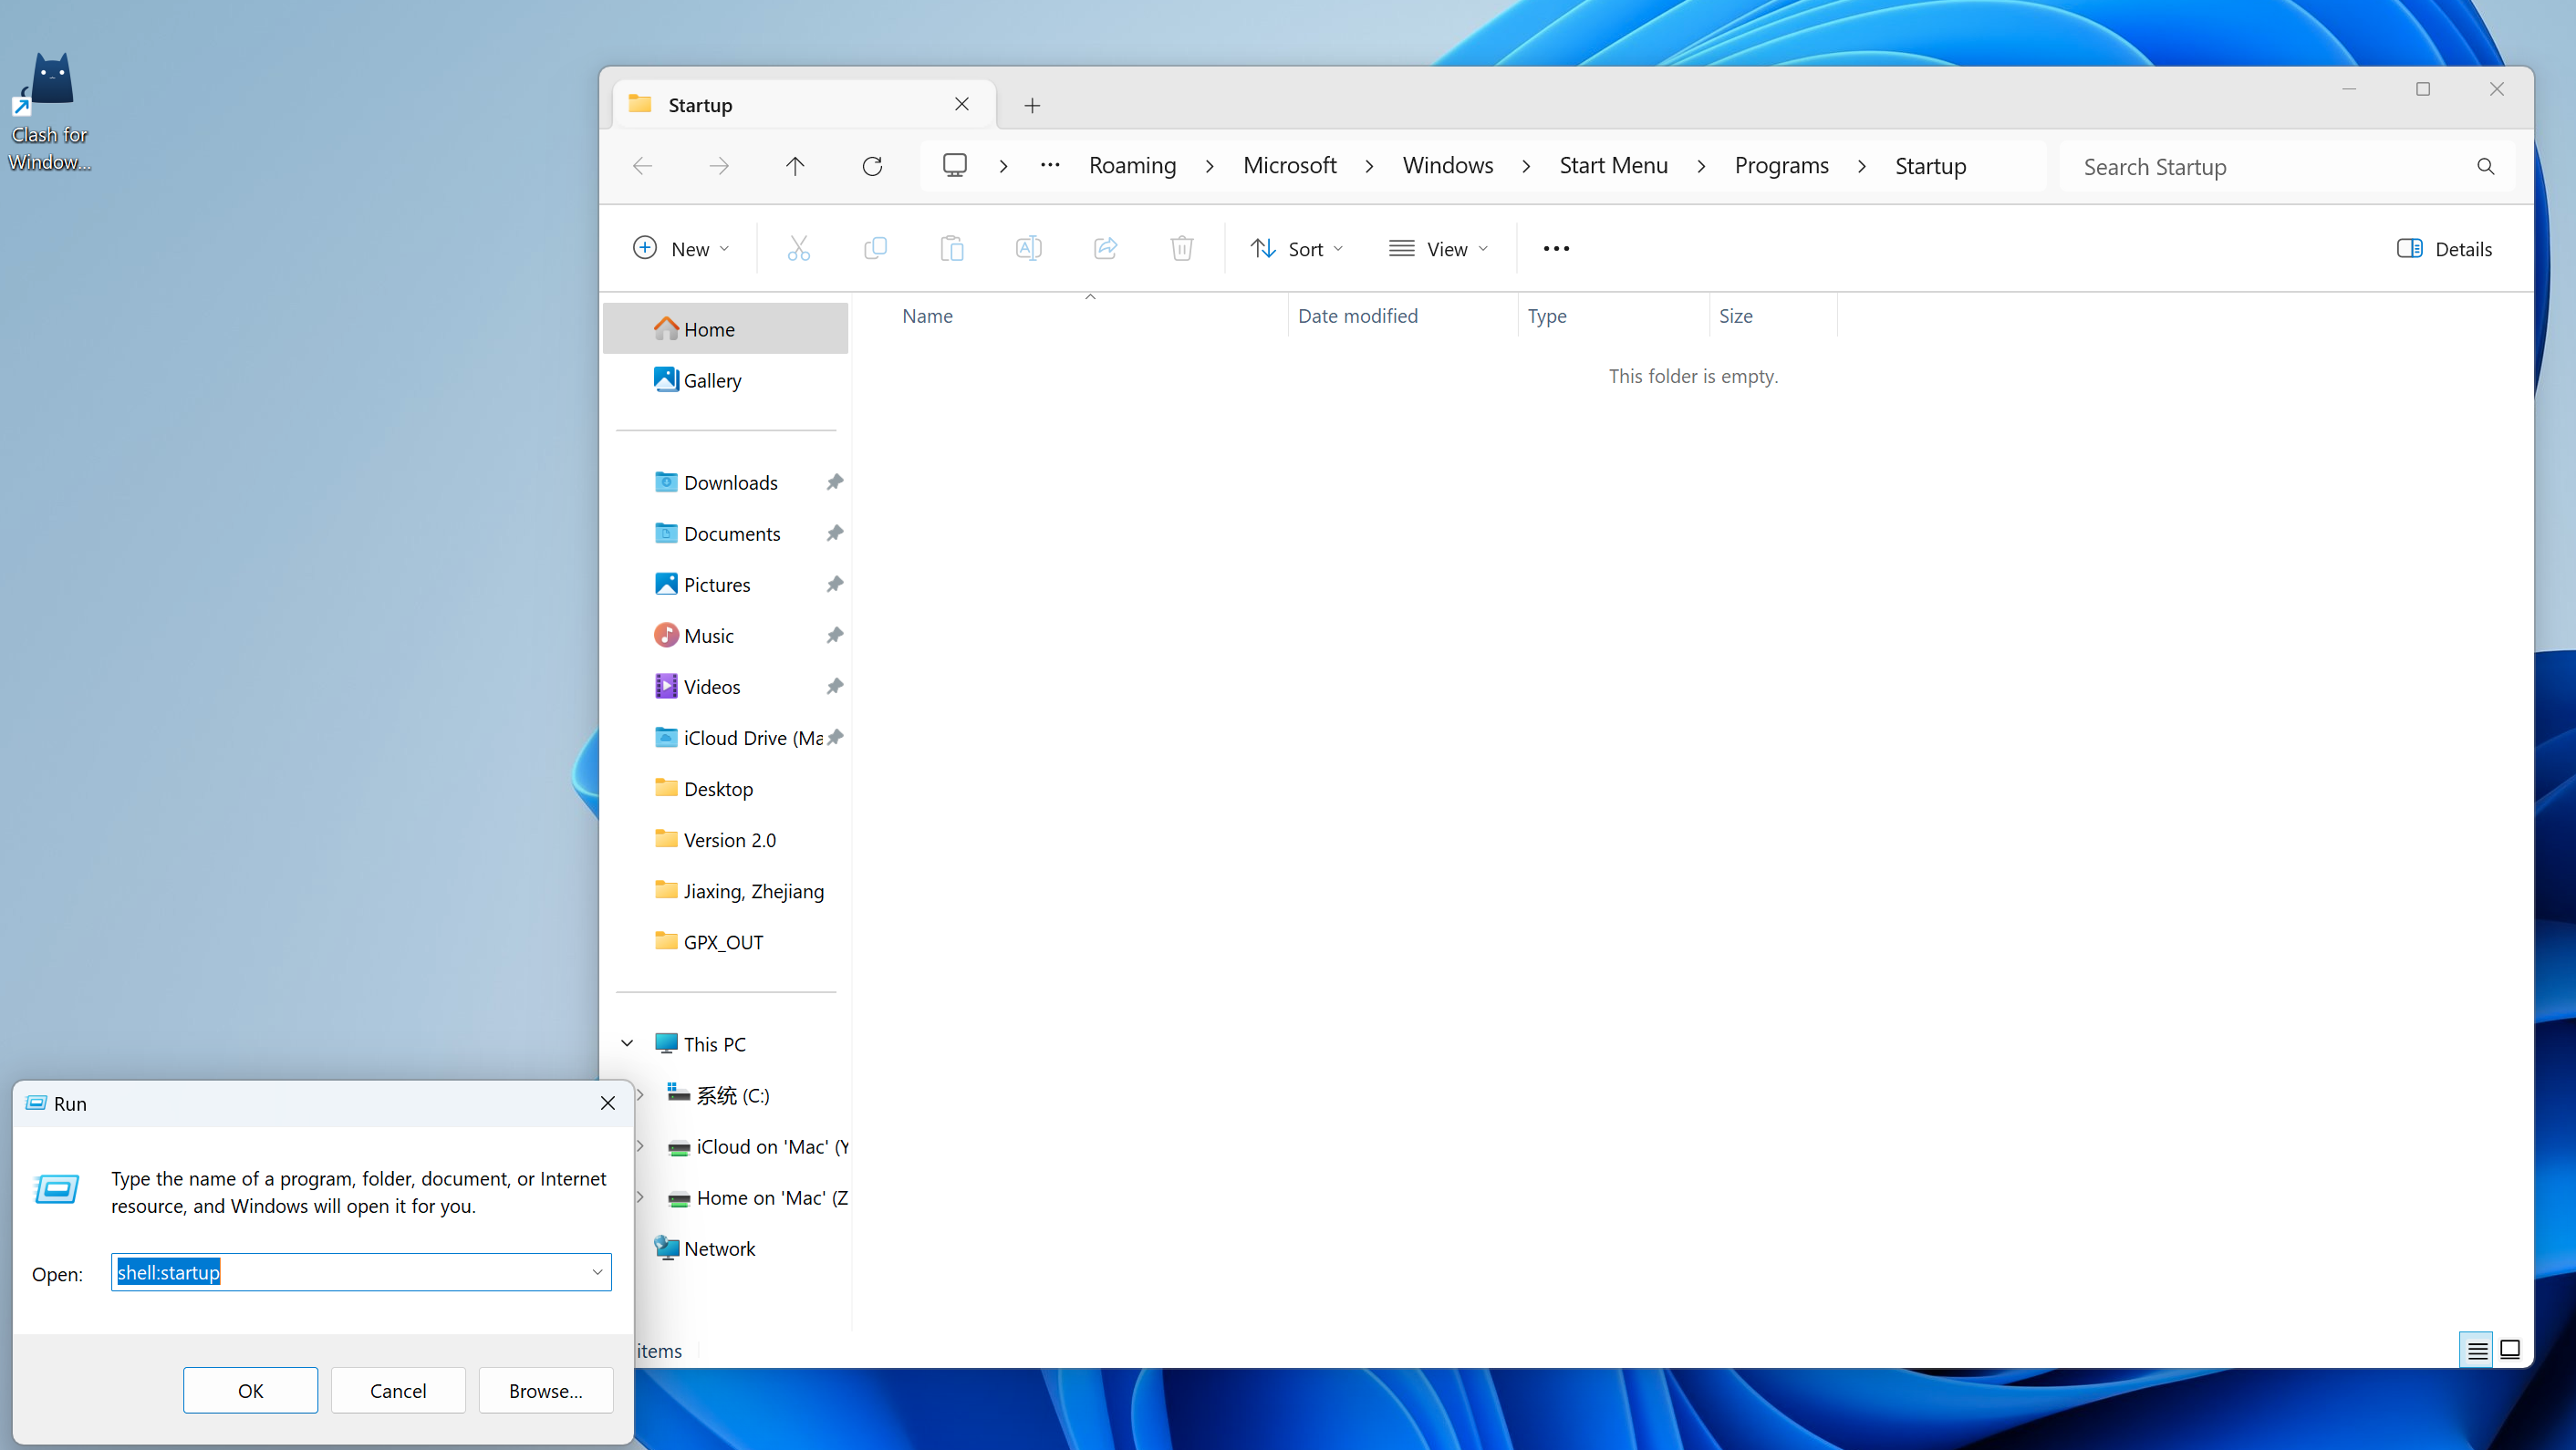 Clash for
Window...
Startup
Roaming
Microsoft
Windows
Start Menu
Programs
Startup
Search Startup
New
Sort
View
Details
Name
Date modified
Type
Size
This folder is empty.
Home
Gallery
Downloads
Documents
Pictures
Music
Videos
iCloud Drive (Ma
Desktop
Version 2.0
Jiaxing, Zhejiang
GPX_OUT
This PC
系统 (C:)
iCloud on 'Mac' (Y
Home on 'Mac' (Z
Network
items
Run
Type the name of a program, folder, document, or Internet
resource, and Windows will open it for you.
Open:
shell:startup
OK
Cancel
Browse...